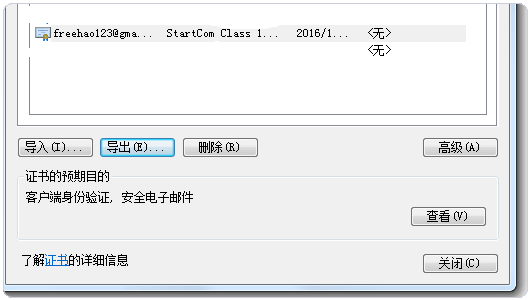 freehao123@gma... StartCom Class 1... 2016/1... <无>
<无>
导入(I)... 导出(E)... 删除(R) 高级(A)
证书的预期目的
客户端身份验证, 安全电子邮件
查看(V)
了解证书的详细信息
关闭(C)